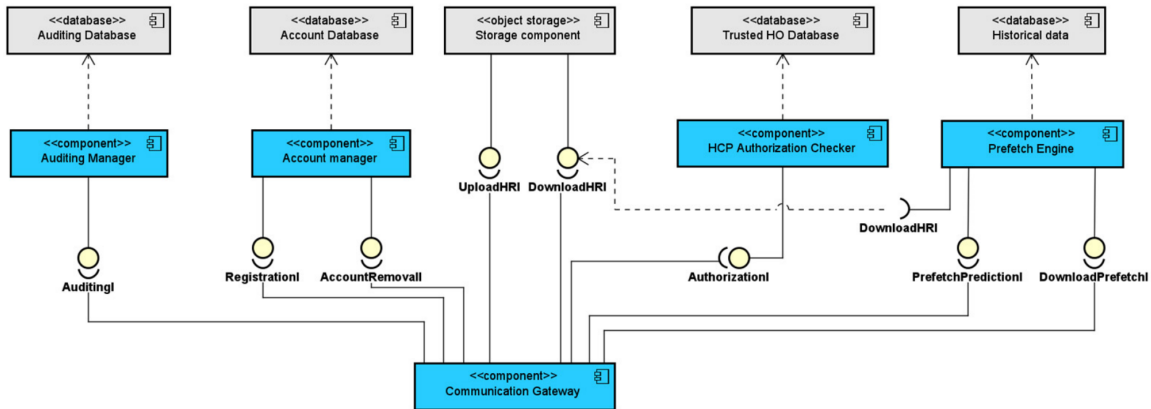 <<database>>
Auditing Database
<<database>>
Account Database
<<object storage>>
Storage component
<<database>>
Trusted HO Database
<<database>>
Historical data
<<component>>
Auditing Manager
<<component>>
Account manager
<<component>>
HCP Authorization Checker
<<component>>
Prefetch Engine
UploadHRI
DownloadHRI
DownloadHRI
AuditingI
RegistrationI
AccountRemovalI
AuthorizationI
PrefetchPredictionI
DownloadPrefetchI
<<component>>
Communication Gateway